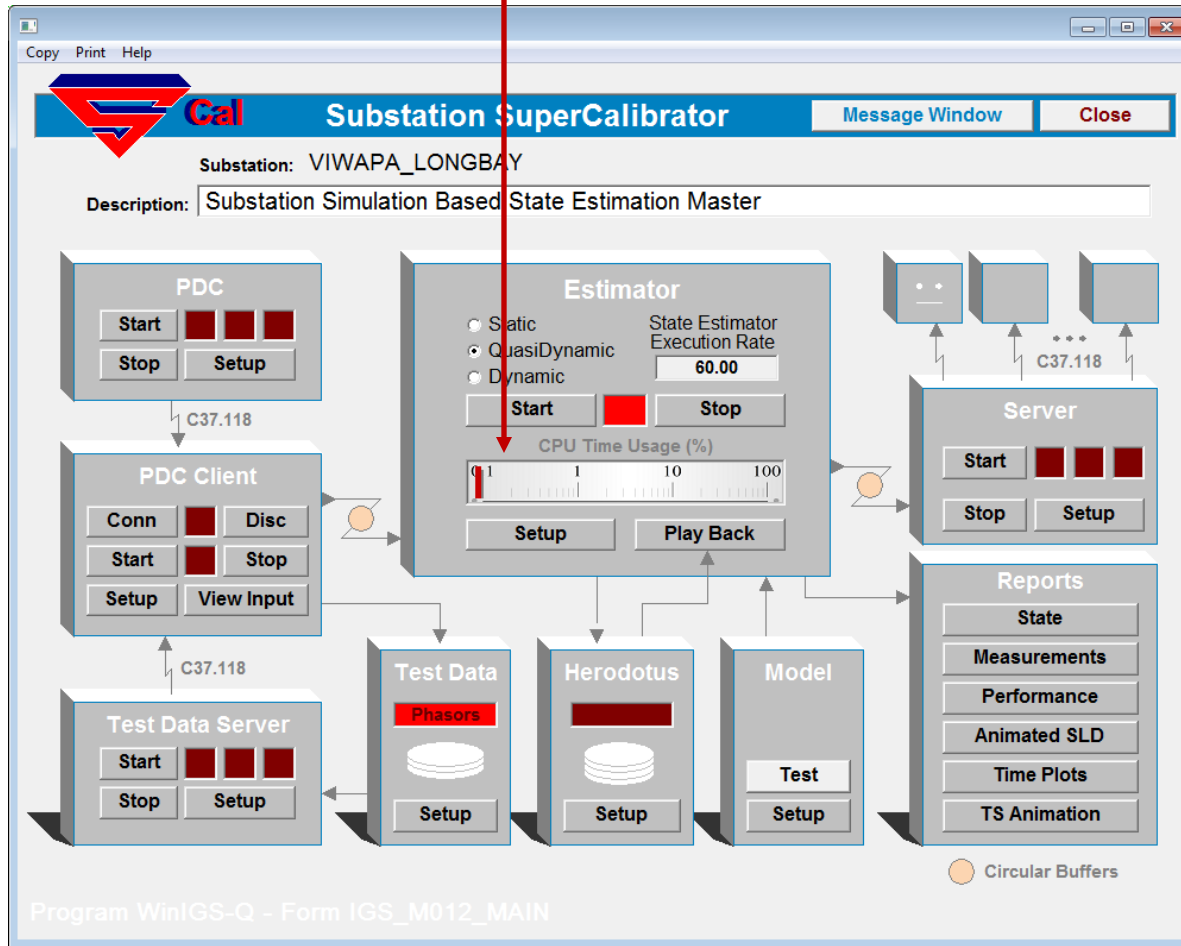 Copy Print Help
Cal
Substation SuperCalibrator
Message Window
Close
Substation: VIWAPA_LONGBAY
Description: Substation Simulation Based State Estimation Master
PDC
Start
Stop
Setup
C37.118
PDC Client
Conn
Disc
Start
Stop
Setup
View Input
C37.118
Test Data Server
Start
Stop
Setup
Estimator
Static
QuasiDynamic
Dynamic
State Estimator
Execution Rate
60.00
Start
Stop
CPU Time Usage (%)
0.1 1 10 100
Setup
Play Back
Test Data
Phasors
Setup
Herodotus
Setup
Model
Test
Setup
C37.118
Server
Start
Stop
Setup
Reports
State
Measurements
Performance
Animated SLD
Time Plots
TS Animation
Circular Buffers
Program WinIGS-Q - Form IGS_M012_MAIN